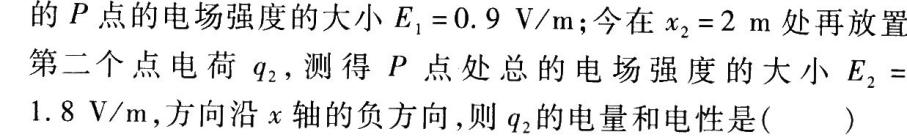 的 P 点的电场强度的大小 E₁ = 0.9 V/m;今在 x₂ = 2 m 处再放置
第二个点电荷 q₂,测得 P 点处总的电场强度的大小 E₂ =
1.8 V/m,方向沿 x 轴的负方向,则 q₂的电量和电性是(　　)